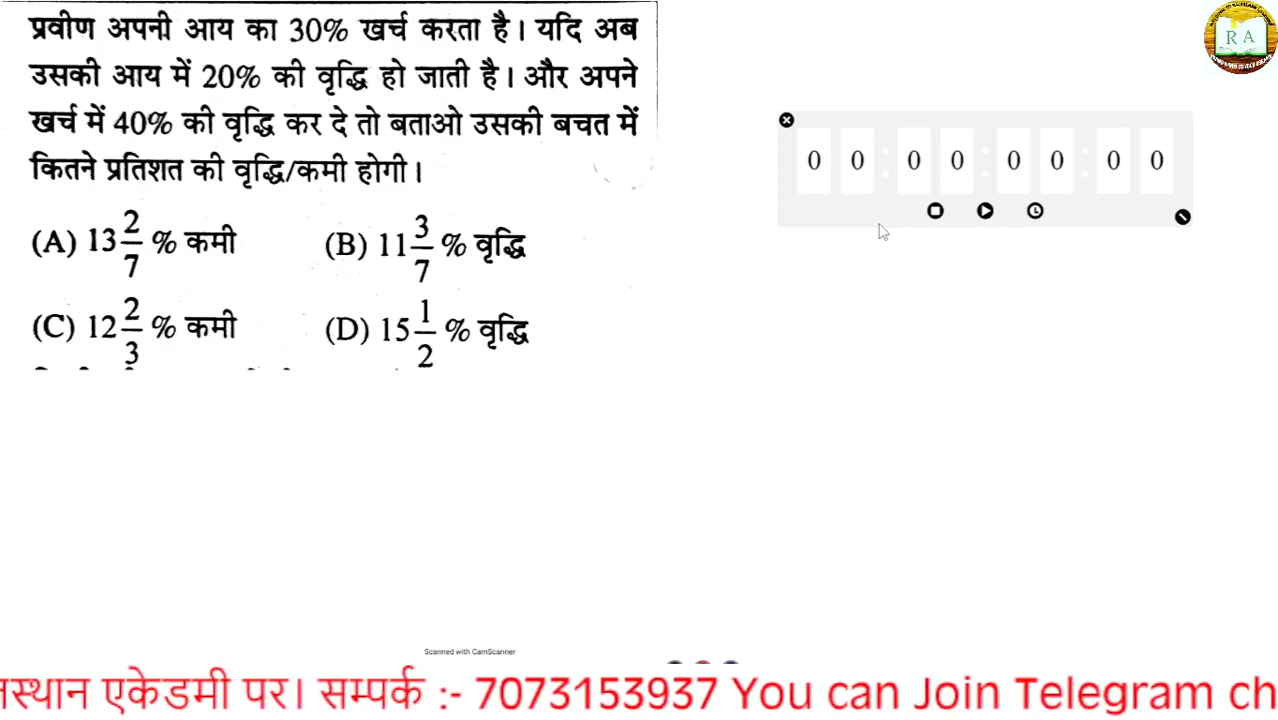 प्रवीण अपनी आय का 30% खर्च करता है। यदि अब
उसकी आय में 20% की वृद्धि हो जाती है। और अपने
खर्च में 40% की वृद्धि कर दे तो बताओ उसकी बचत में
कितने प्रतिशत की वृद्धि/कमी होगी।
(A) 13 2/7 % कमी (B) 11 3/7 % वृद्धि
(C) 12 2/3 % कमी (D) 15 1/2 % वृद्धि
0 0 : 0 0 : 0 0 : 0 0
R A
Scanned with CamScanner
एकेडमी पर। सम्पर्क :- 7073153937 You can Join Telegram ch